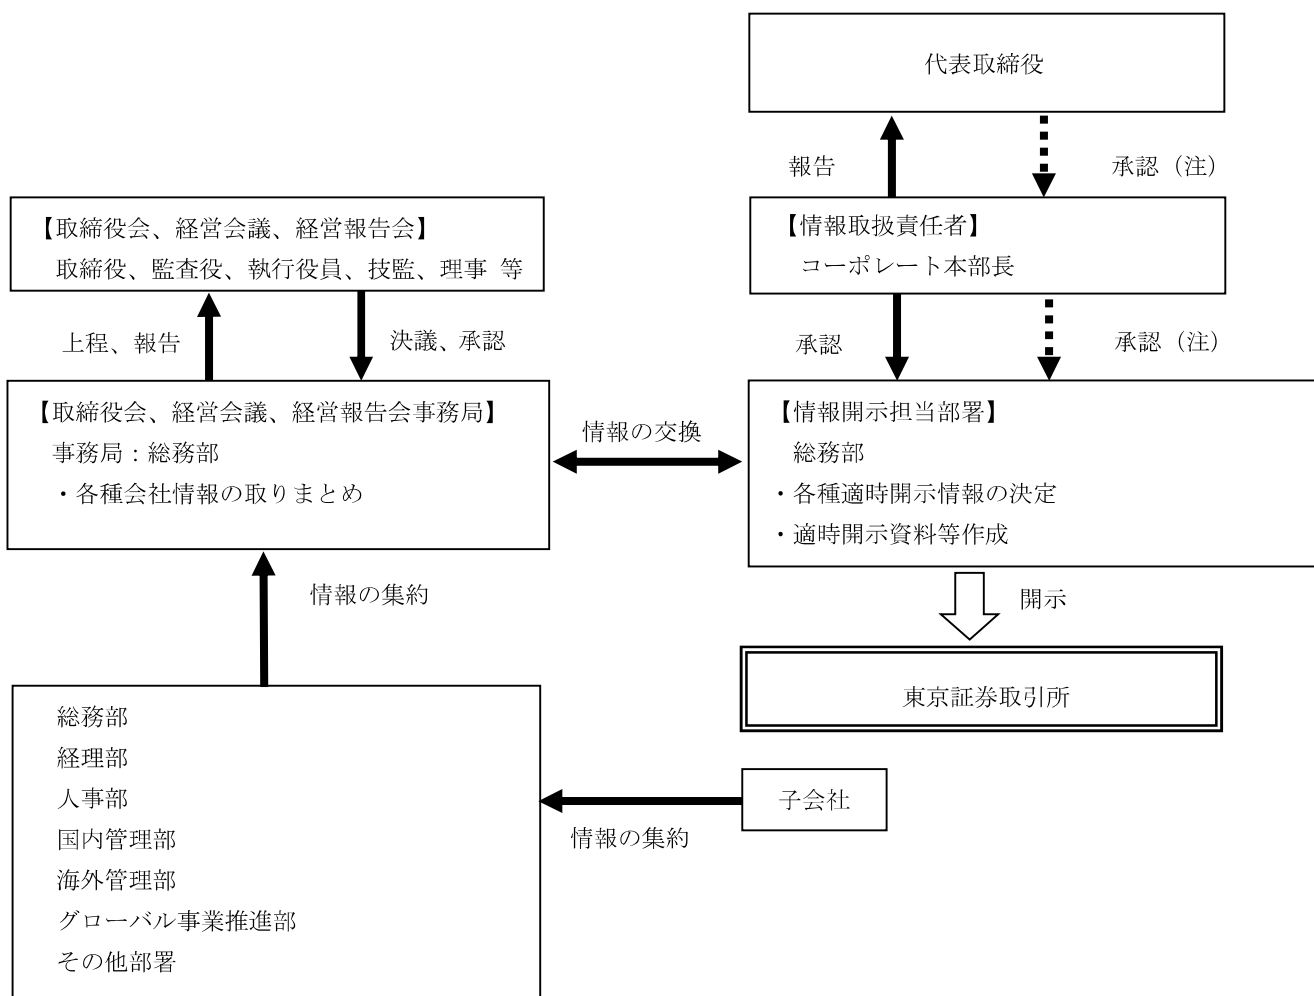 代表取締役
報告
承認（注）
【情報取扱責任者】
コーポレート本部長
【取締役会、経営会議、経営報告会】
取締役、監査役、執行役員、技監、理事 等
上程、報告
決議、承認
承認
承認（注）
【取締役会、経営会議、経営報告会事務局】
事務局：総務部
・各種会社情報の取りまとめ
情報の交換
【情報開示担当部署】
総務部
・各種適時開示情報の決定
・適時開示資料等作成
情報の集約
開示
東京証券取引所
総務部
経理部
人事部
国内管理部
海外管理部
グローバル事業推進部
その他部署
子会社
情報の集約